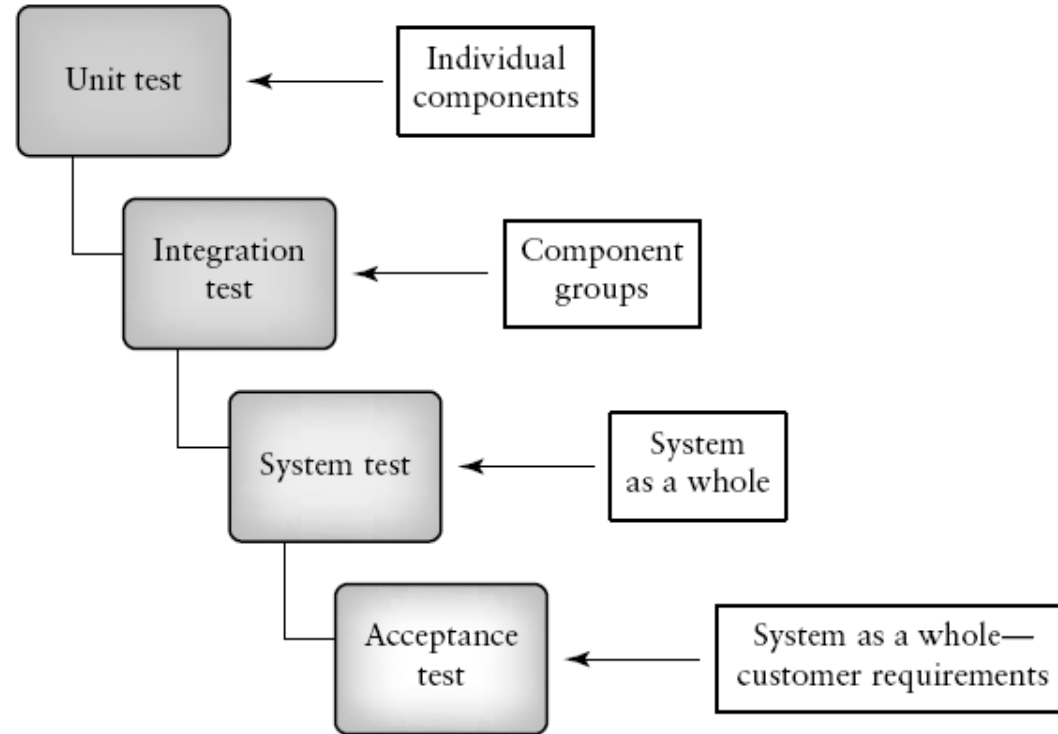 Unit test
Individual
components
Integration
test
Component
groups
System test
System
as a whole
Acceptance
test
System as a whole—
customer requirements